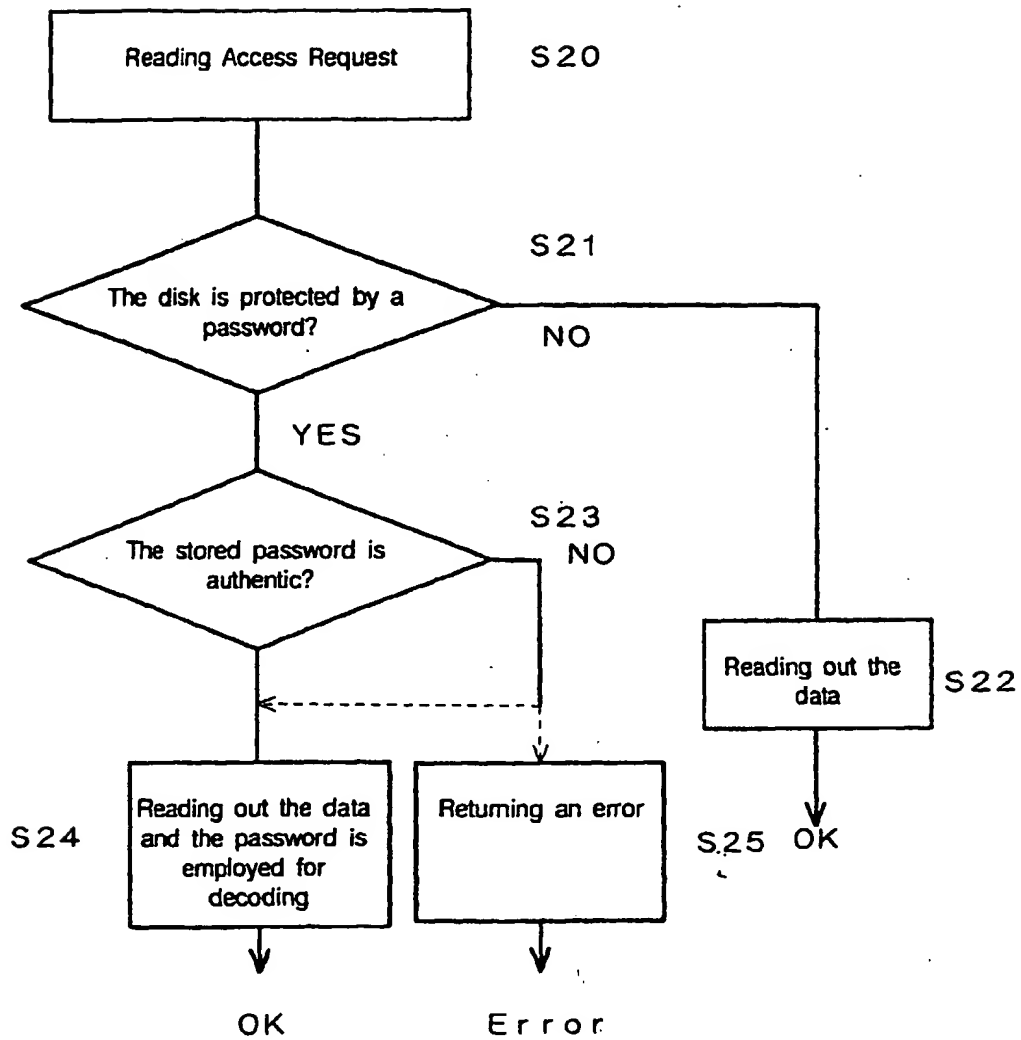 Reading Access Request
S20
S21
The disk is protected by a
password?
NO
YES
S23
The stored password is
authentic?
NO
Reading out the
data
S22
Reading out the data
and the password is
employed for
decoding
S24
Returning an error
S25
OK
OK
Error